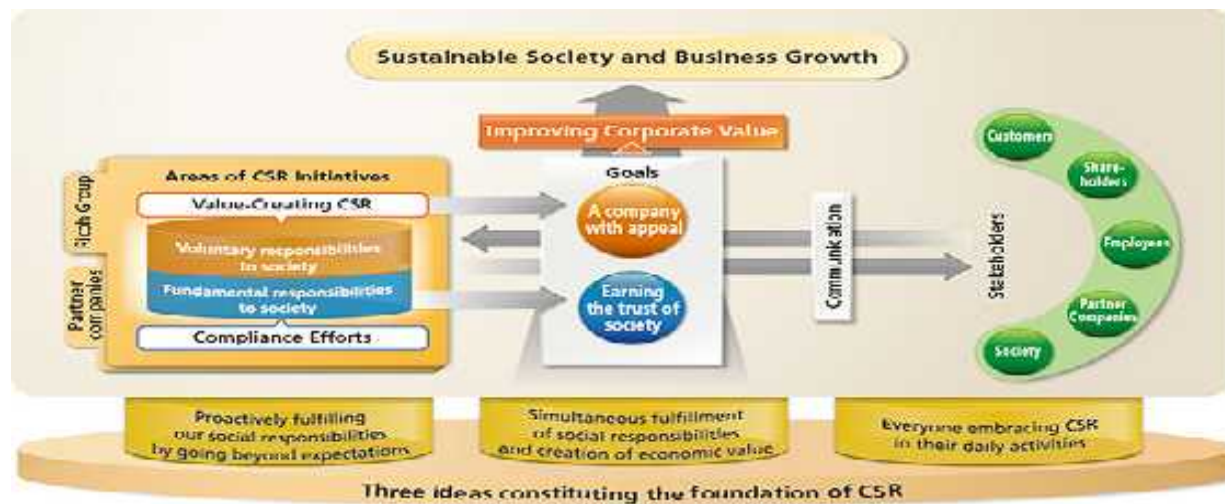 Sustainable Society and Business Growth
Improving Corporate Value
Ricoh Group
Partner
companies
Areas of CSR Initiatives
Value-Creating CSR
Voluntary responsibilities
to society
Fundamental responsibilities
to society
Compliance Efforts
Goals
A company
with appeal
Earning
the trust of
society
Communication
Stakeholders
Customers
Share-
holders
Employees
Partner
Companies
Society
Proactively fulfilling
our social responsibilities
by going beyond expectations
Simultaneous fulfillment
of social responsibilities
and creation of economic value
Everyone embracing CSR
in their daily activities
Three ideas constituting the foundation of CSR